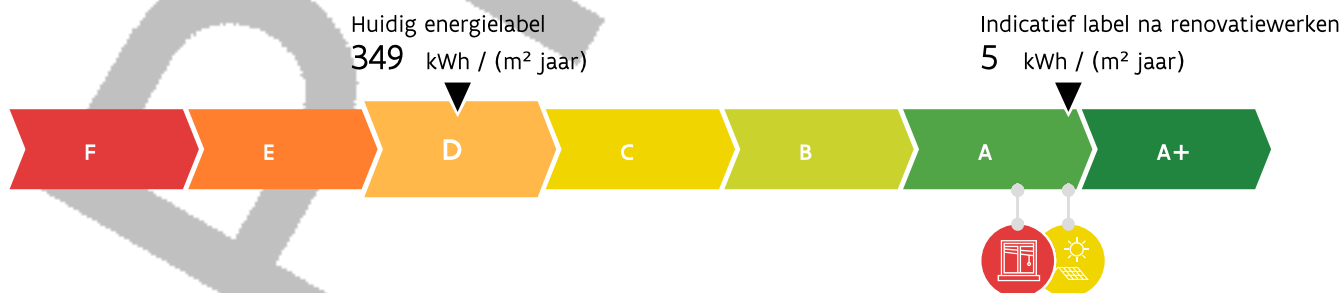 Huidig energielabel
349 kWh / (m² jaar)
Indicatief label na renovatiewerken
5 kWh / (m² jaar)
F E D C B A A+